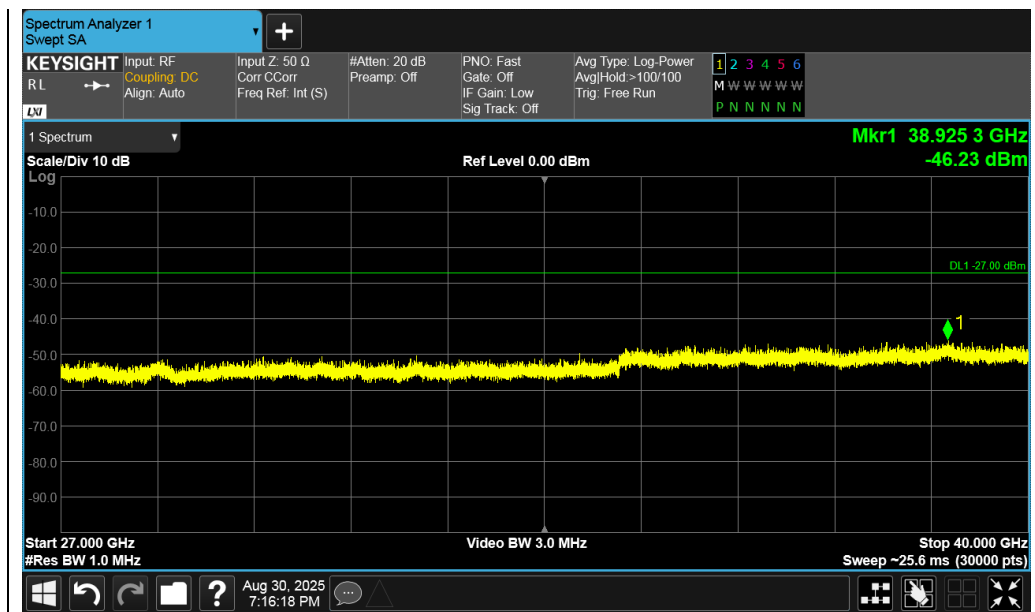 Spectrum Analyzer 1
Swept SA
+
KEYSIGHT
RL
LXI
Input: RF
Coupling: DC
Align: Auto
Input Z: 50 Ω
Corr CCorr
Freq Ref: Int (S)
#Atten: 20 dB
Preamp: Off
PNO: Fast
Gate: Off
IF Gain: Low
Sig Track: Off
Avg Type: Log-Power
Avg|Hold:>100/100
Trig: Free Run
1 2 3 4 5 6
M W W W W W
P N N N N N
1 Spectrum
Mkr1 38.925 3 GHz
-46.23 dBm
Scale/Div 10 dB
Ref Level 0.00 dBm
Log
-10.0
-20.0
DL1 -27.00 dBm
-30.0
-40.0
1
-50.0
-60.0
-70.0
-80.0
-90.0
Start 27.000 GHz
Video BW 3.0 MHz
Stop 40.000 GHz
#Res BW 1.0 MHz
Sweep ~25.6 ms (30000 pts)
?
Aug 30, 2025
7:16:18 PM